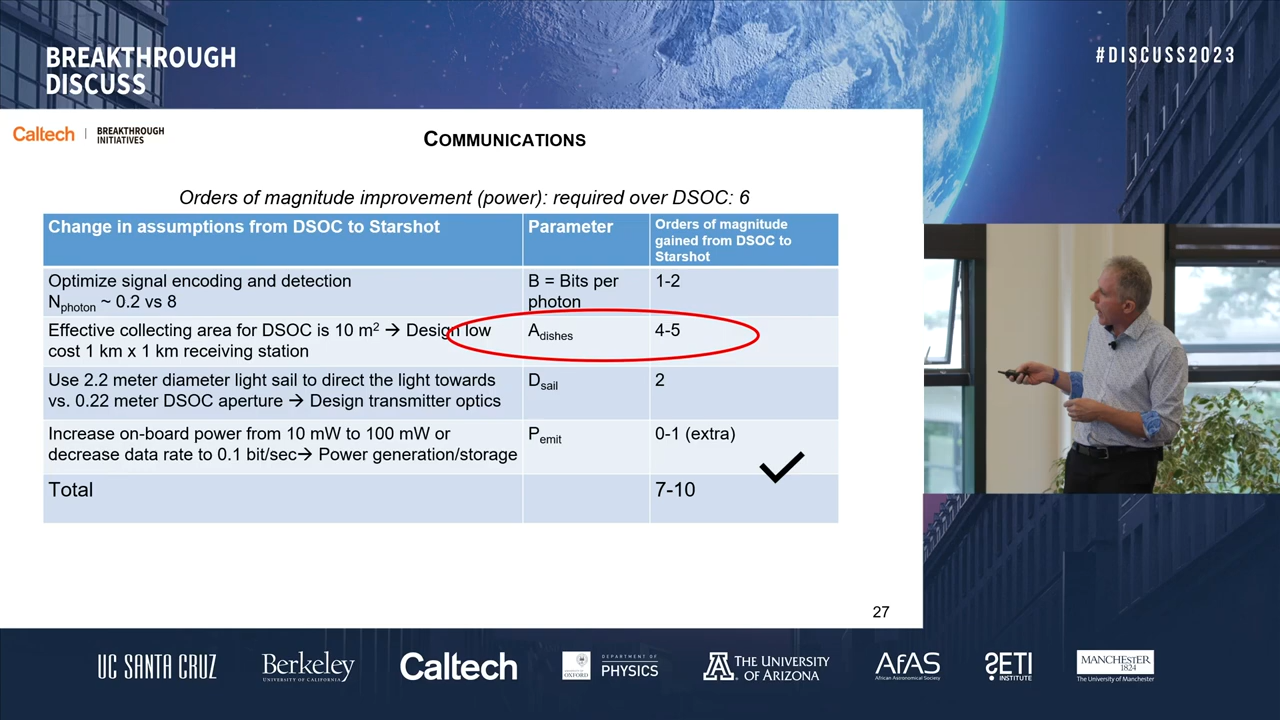 BREAKTHROUGH
DISCUSS
#DISCUSS2023
Caltech | BREAKTHROUGH
INITIATIVES
COMMUNICATIONS
Orders of magnitude improvement (power): required over DSOC: 6
Change in assumptions from DSOC to Starshot
Parameter
Orders of magnitude
gained from DSOC to
Starshot
Optimize signal encoding and detection
Nphoton ~ 0.2 vs 8
B = Bits per
photon
1-2
Effective collecting area for DSOC is 10 m² → Design low
cost 1 km x 1 km receiving station
Adishes
4-5
Use 2.2 meter diameter light sail to direct the light towards
vs. 0.22 meter DSOC aperture → Design transmitter optics
Dsail
2
Increase on-board power from 10 mW to 100 mW or
decrease data rate to 0.1 bit/sec→ Power generation/storage
Pemit
0-1 (extra)
Total
7-10
27
UC SANTA CRUZ
Berkeley
UNIVERSITY OF CALIFORNIA
Caltech
UNIVERSITY OF
OXFORD
DEPARTMENT OF
PHYSICS
THE UNIVERSITY
OF ARIZONA
AfAS
African Astronomical Society
SETI
INSTITUTE
MANCHESTER
1824
The University of Manchester